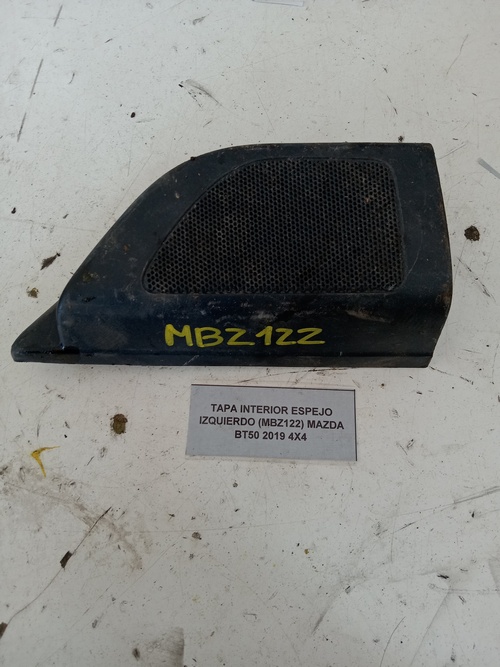 MBZ122
TAPA INTERIOR ESPEJO
IZQUIERDO (MBZ122) MAZDA
BT50 2019 4X4